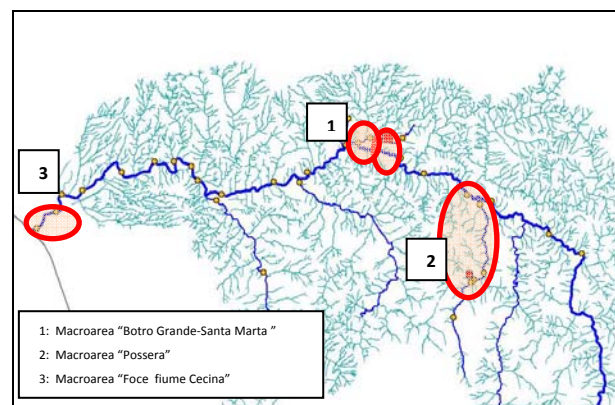 1
3
2
1: Macroarea “Botro Grande-Santa Marta ”
2: Macroarea “Possera”
3: Macroarea “Foce fiume Cecina”